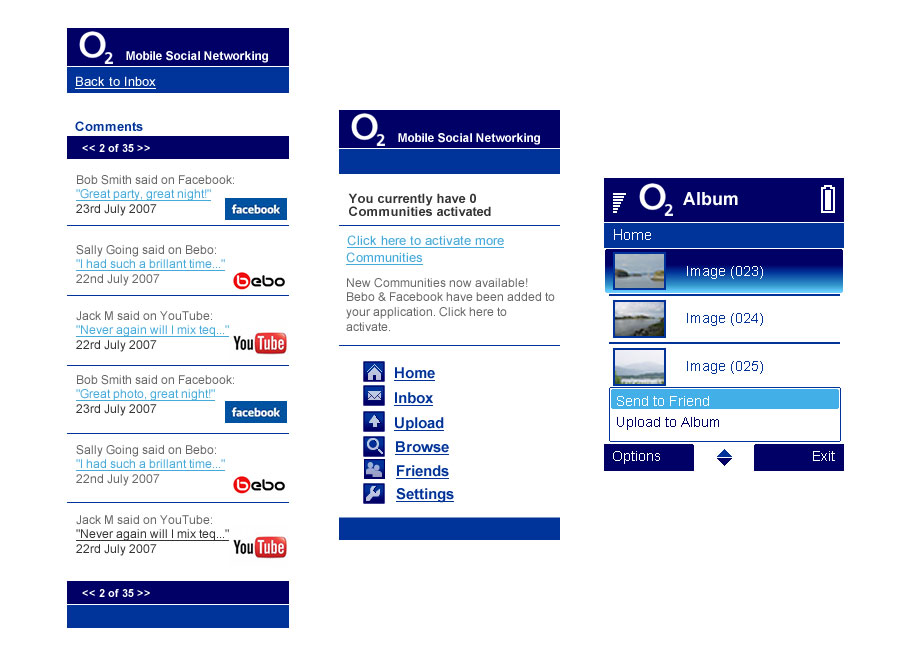 O2 Mobile Social Networking
Back to Inbox
Comments
<< 2 of 35 >>
Bob Smith said on Facebook:
"Great party, great night!"
23rd July 2007
facebook
Sally Going said on Bebo:
"I had such a brillant time..."
22nd July 2007
bebo
Jack M said on YouTube:
"Never again will I mix teq..."
22rd July 2007
YouTube
Bob Smith said on Facebook:
"Great photo, great night!"
23rd July 2007
facebook
Sally Going said on Bebo:
"I had such a brillant time..."
22nd July 2007
bebo
Jack M said on YouTube:
"Never again will I mix teq..."
22rd July 2007
YouTube
<< 2 of 35 >>
O2 Mobile Social Networking
You currently have 0
Communities activated
Click here to activate more
Communities
New Communities now available!
Bebo & Facebook have been added to
your application. Click here to
activate.
Home
Inbox
Upload
Browse
Friends
Settings
O2 Album
Home
Image (023)
Image (024)
Image (025)
Send to Friend
Upload to Album
Options
Exit